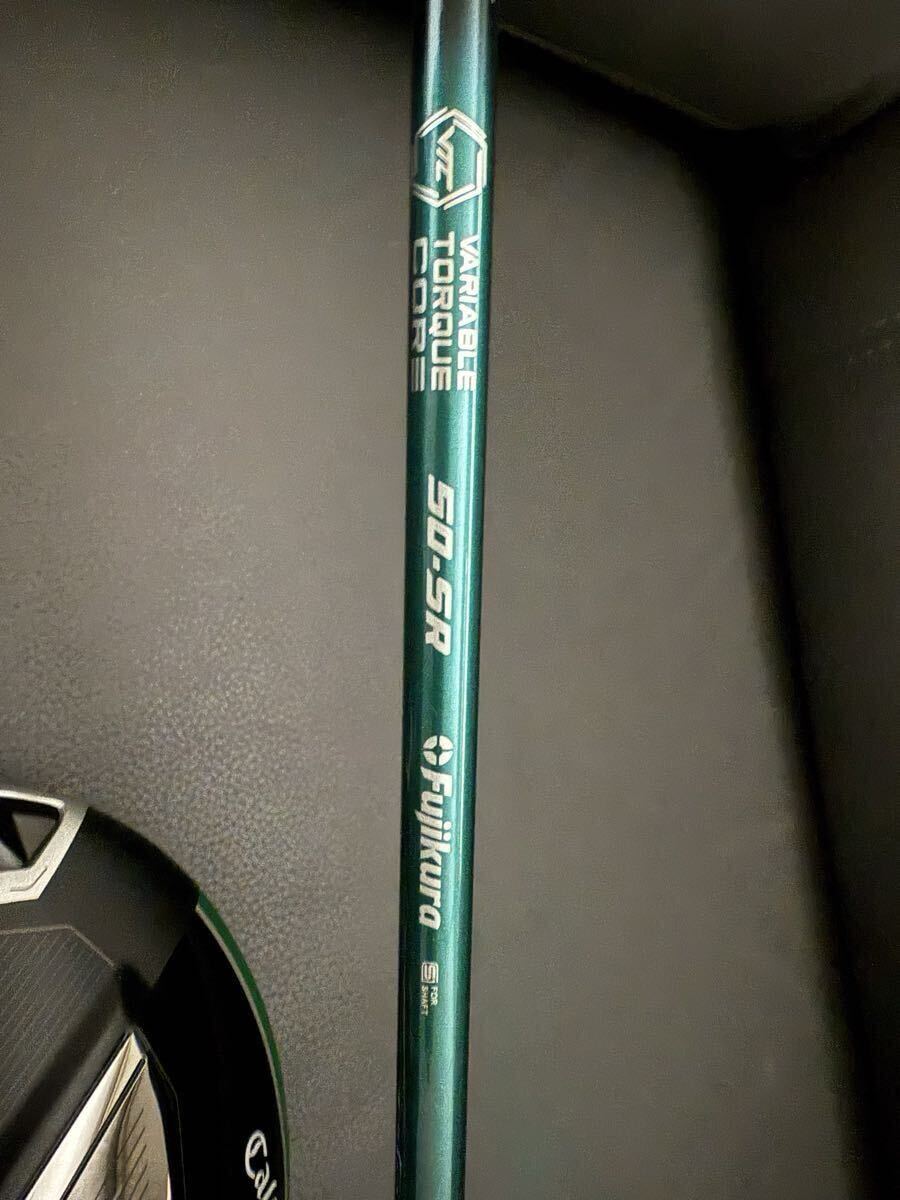 VTC
VARIABLE
TORQUE
CORE
50.SR
Fujikura
S FOR
SHAFT